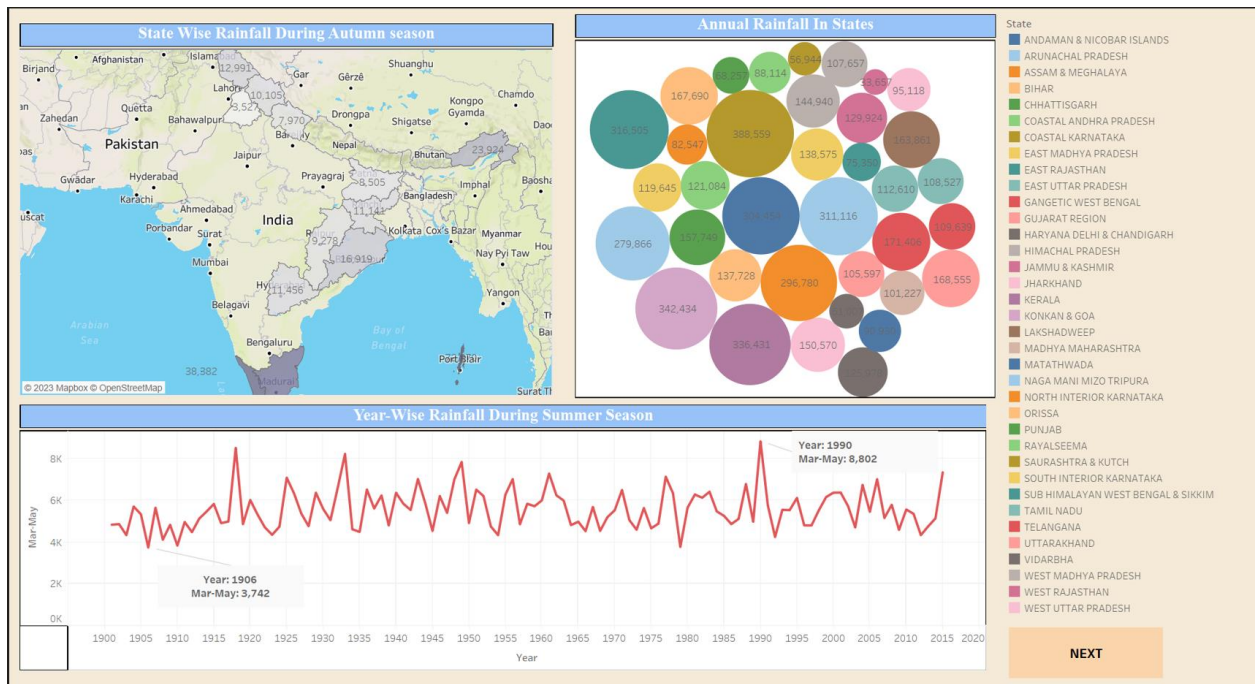 State Wise Rainfall During Autumn season
Afghanistan
Islamabad
12,991
Birjand
Gar
Gêrzê
Shuanghu
Chamdo
Lahore
10,105
Kongpo
Gyamda
Quetta
3,527
Zahedan
Bahawalpur
7,970
Drongpa
Shigatse
Pakistan
Nepal
Bhutan
23,924
Jaipur
Gwadar
Hyderabad
Prayagraj
8,505
Imphal
Baosha
Karachi
Bangladesh
Muscat
Ahmedabad
India
11,141
Porbandar
Surat
9,278
Kolkata
Cox's Bazar
Myanmar
16,919
Nay Pyi Taw
Mumbai
11,456
Belagavi
Yangon
Arabian
Sea
Bay of
Bengal
Bengaluru
Port Blair
38,382
Madurai
Surat Th
© 2023 Mapbox © OpenStreetMap
Annual Rainfall In States
56,944
107,657
68,257
88,114
95,118
167,690
144,940
129,924
316,505
388,559
163,861
82,547
138,575
75,350
119,645
121,084
112,610
108,527
311,116
279,866
157,749
171,406
109,639
137,728
296,780
105,597
168,555
101,227
342,434
336,431
150,570
State
ANDAMAN & NICOBAR ISLANDS
ARUNACHAL PRADESH
ASSAM & MEGHALAYA
BIHAR
CHHATTISGARH
COASTAL ANDHRA PRADESH
COASTAL KARNATAKA
EAST MADHYA PRADESH
EAST RAJASTHAN
EAST UTTAR PRADESH
GANGETIC WEST BENGAL
GUJARAT REGION
HARYANA DELHI & CHANDIGARH
HIMACHAL PRADESH
JAMMU & KASHMIR
JHARKHAND
KERALA
KONKAN & GOA
LAKSHADWEEP
MADHYA MAHARASHTRA
MATATHWADA
NAGA MANI MIZO TRIPURA
NORTH INTERIOR KARNATAKA
ORISSA
PUNJAB
RAYALSEEMA
SAURASHTRA & KUTCH
SOUTH INTERIOR KARNATAKA
SUB HIMALAYAN WEST BENGAL & SIKKIM
TAMIL NADU
TELANGANA
UTTARAKHAND
VIDARBHA
WEST MADHYA PRADESH
WEST RAJASTHAN
WEST UTTAR PRADESH
NEXT
Year-Wise Rainfall During Summer Season
Mar-May
8K
6K
4K
2K
0K
Year: 1990
Mar-May: 8,802
Year: 1906
Mar-May: 3,742
1900 1905 1910 1915 1920 1925 1930 1935 1940 1945 1950 1955 1960 1965 1970 1975 1980 1985 1990 1995 2000 2005 2010 2015 2020
Year